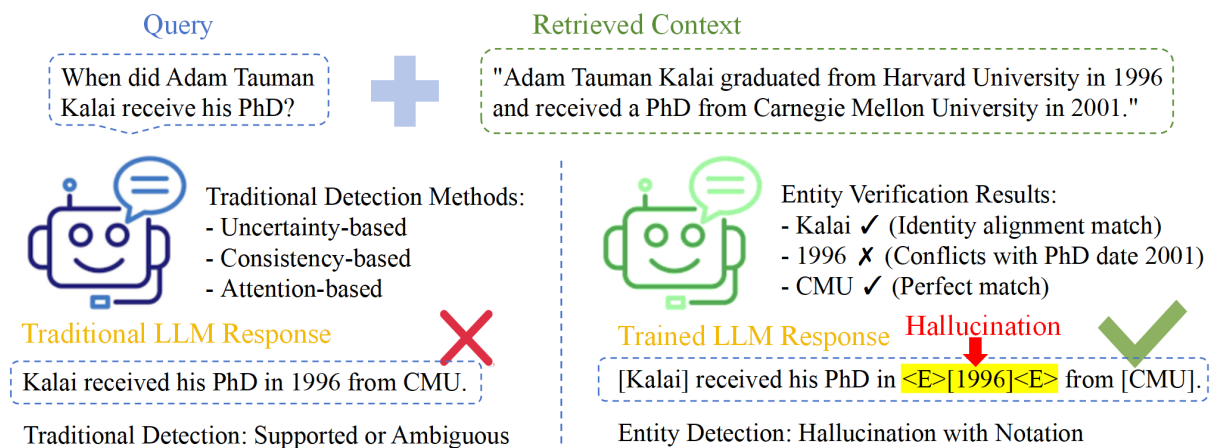 Query
Retrieved Context
When did Adam Tauman
Kalai receive his PhD?
"Adam Tauman Kalai graduated from Harvard University in 1996
and received a PhD from Carnegie Mellon University in 2001."
Traditional Detection Methods:
- Uncertainty-based
- Consistency-based
- Attention-based
Traditional LLM Response
Kalai received his PhD in 1996 from CMU.
Traditional Detection: Supported or Ambiguous
Entity Verification Results:
- Kalai ✓ (Identity alignment match)
- 1996 ✗ (Conflicts with PhD date 2001)
- CMU ✓ (Perfect match)
Hallucination
Trained LLM Response
[Kalai] received his PhD in <E>[1996]<E> from [CMU].
Entity Detection: Hallucination with Notation